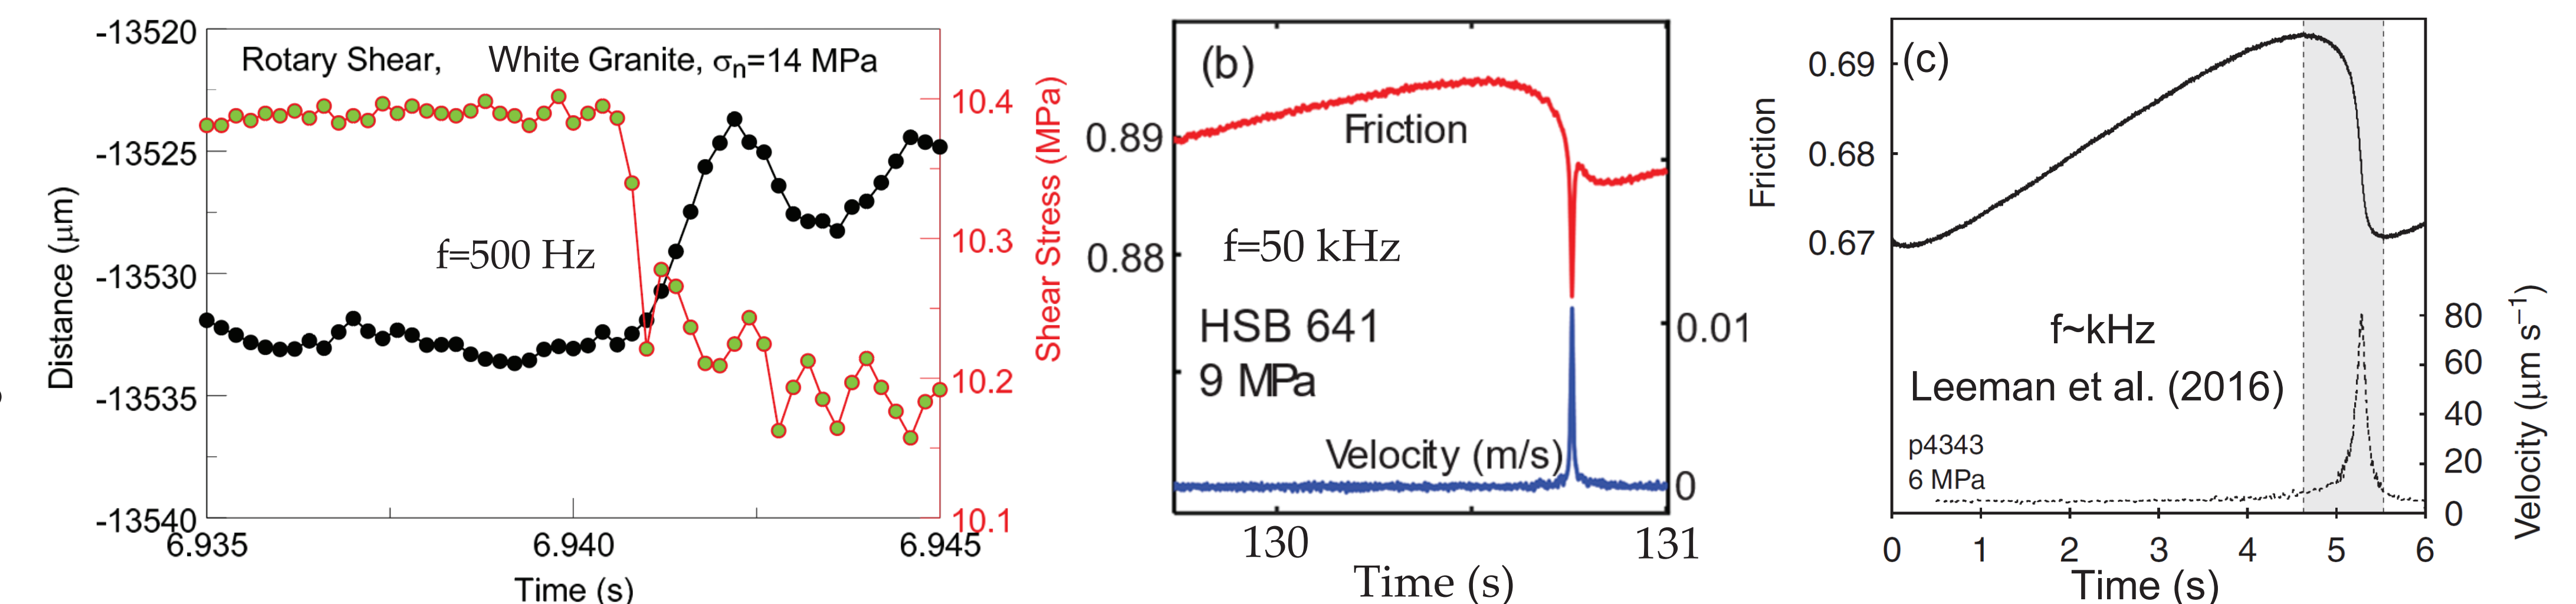 Rotary Shear, White Granite, σn=14 MPa
f=500 Hz
Distance (μm)
-13520
-13525
-13530
-13535
-13540
6.935 6.940 6.945
Time (s)
10.4
10.3
10.2
10.1
Shear Stress (MPa)
(b)
Friction
0.89
0.88
f=50 kHz
HSB 641
9 MPa
Velocity (m/s)
0.01
0
130 131
Time (s)
(c)
Friction
0.69
0.68
0.67
f~kHz
Leeman et al. (2016)
p4343
6 MPa
80
60
40
20
0
Velocity (μm s⁻¹)
0 1 2 3 4 5 6
Time (s)